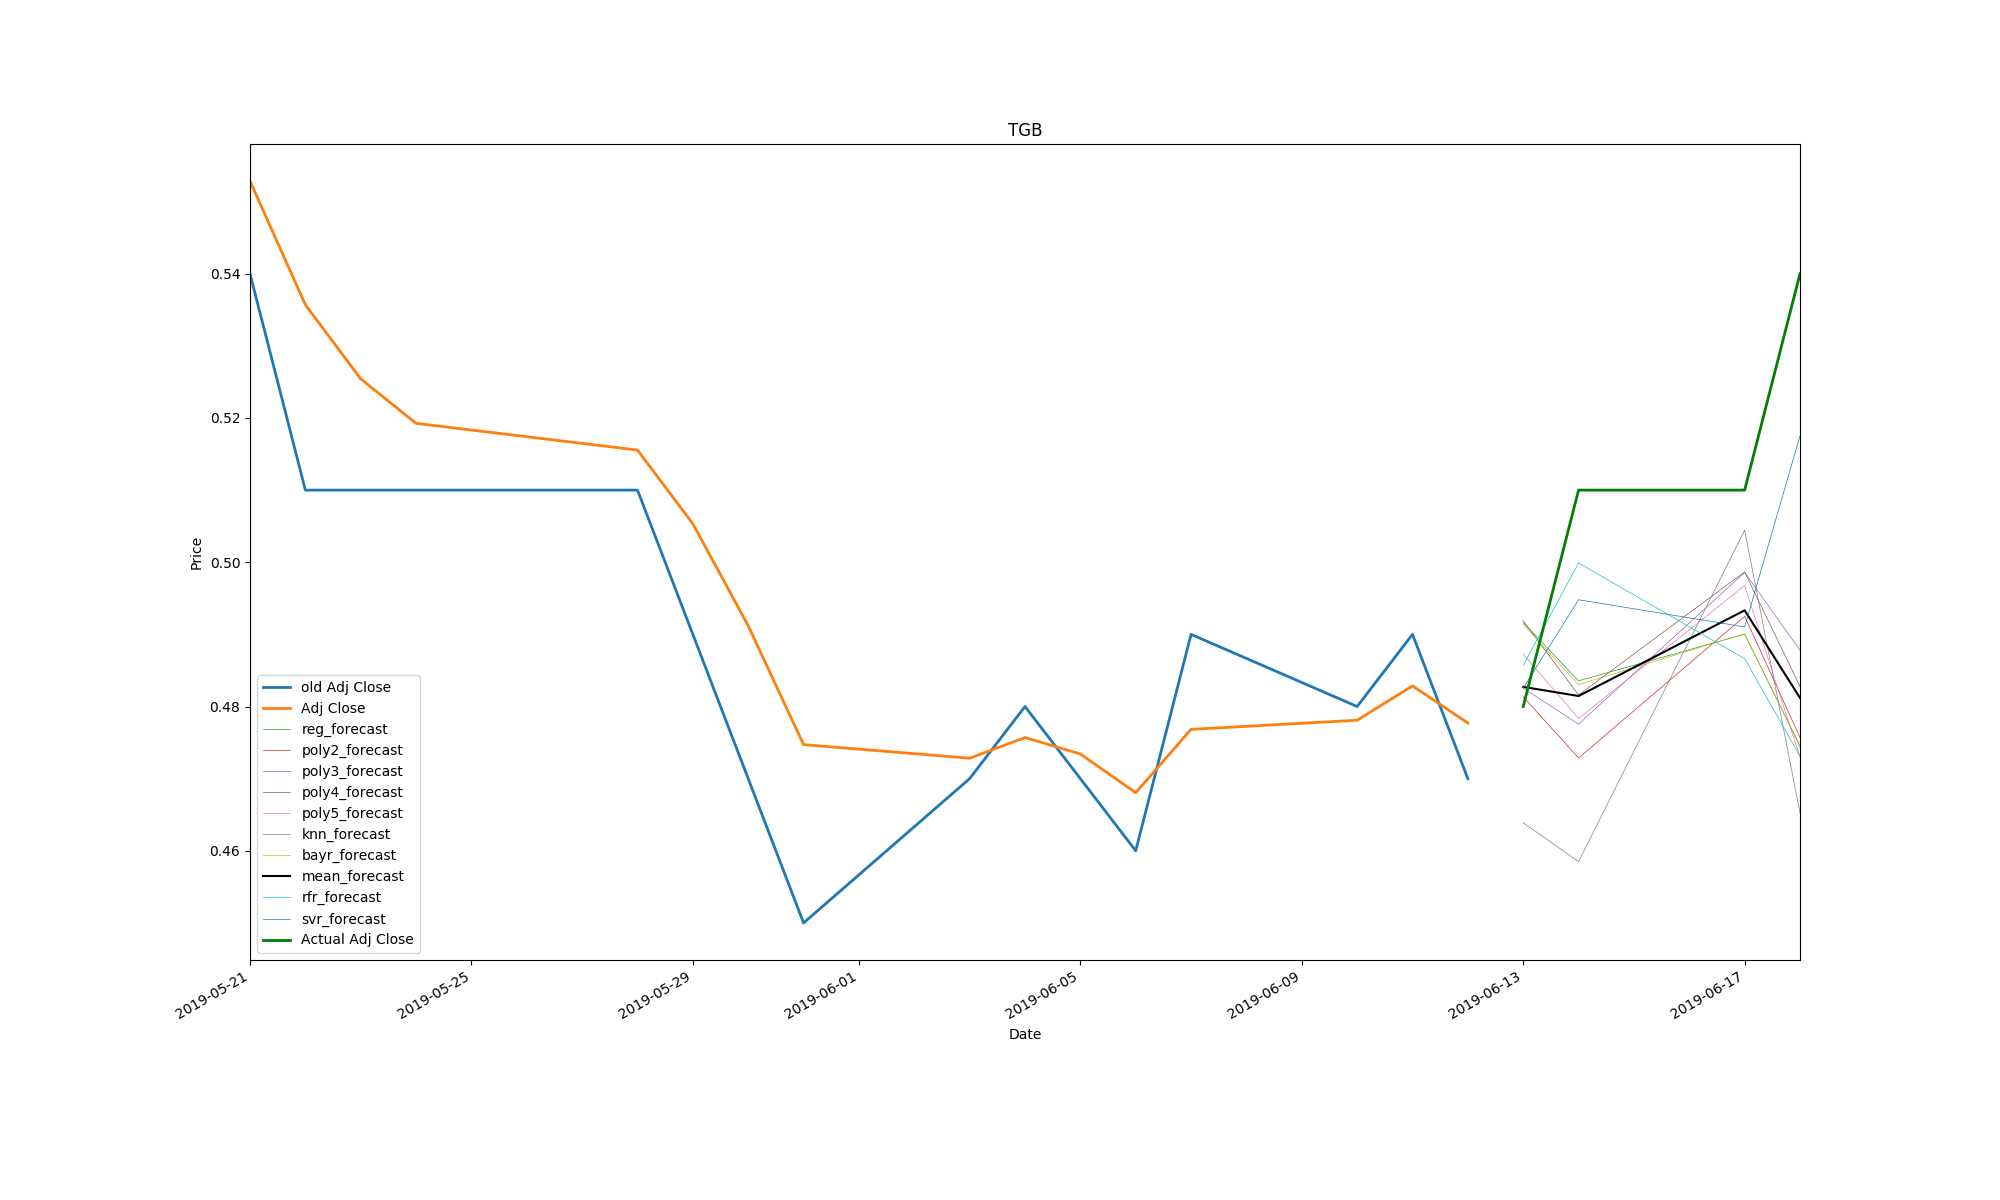 TGB
0.54
0.52
0.50
0.48
0.46
Price
old Adj Close
Adj Close
reg_forecast
poly2_forecast
poly3_forecast
poly4_forecast
poly5_forecast
knn_forecast
bayr_forecast
mean_forecast
rfr_forecast
svr_forecast
Actual Adj Close
2019-05-21
2019-05-25
2019-05-29
2019-06-01
2019-06-05
2019-06-09
2019-06-13
2019-06-17
Date